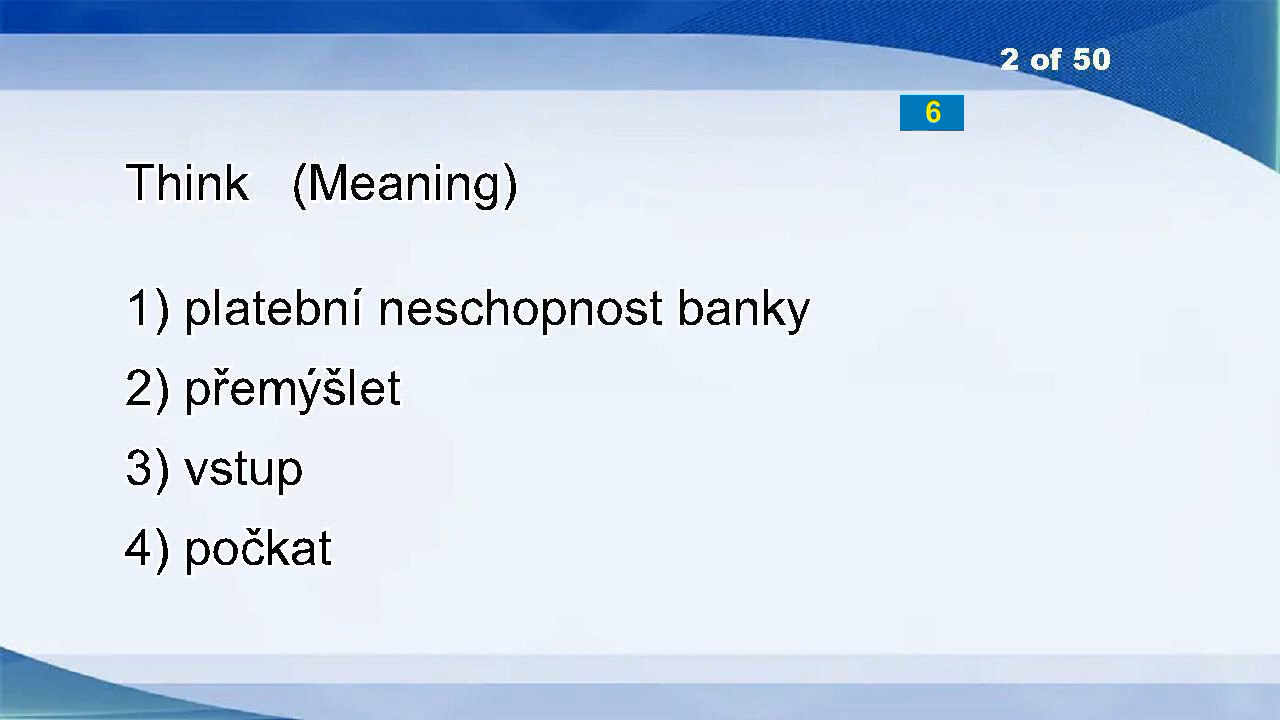 2 of 50
6
Think (Meaning)
1) platební neschopnost banky
2) přemýšlet
3) vstup
4) počkat